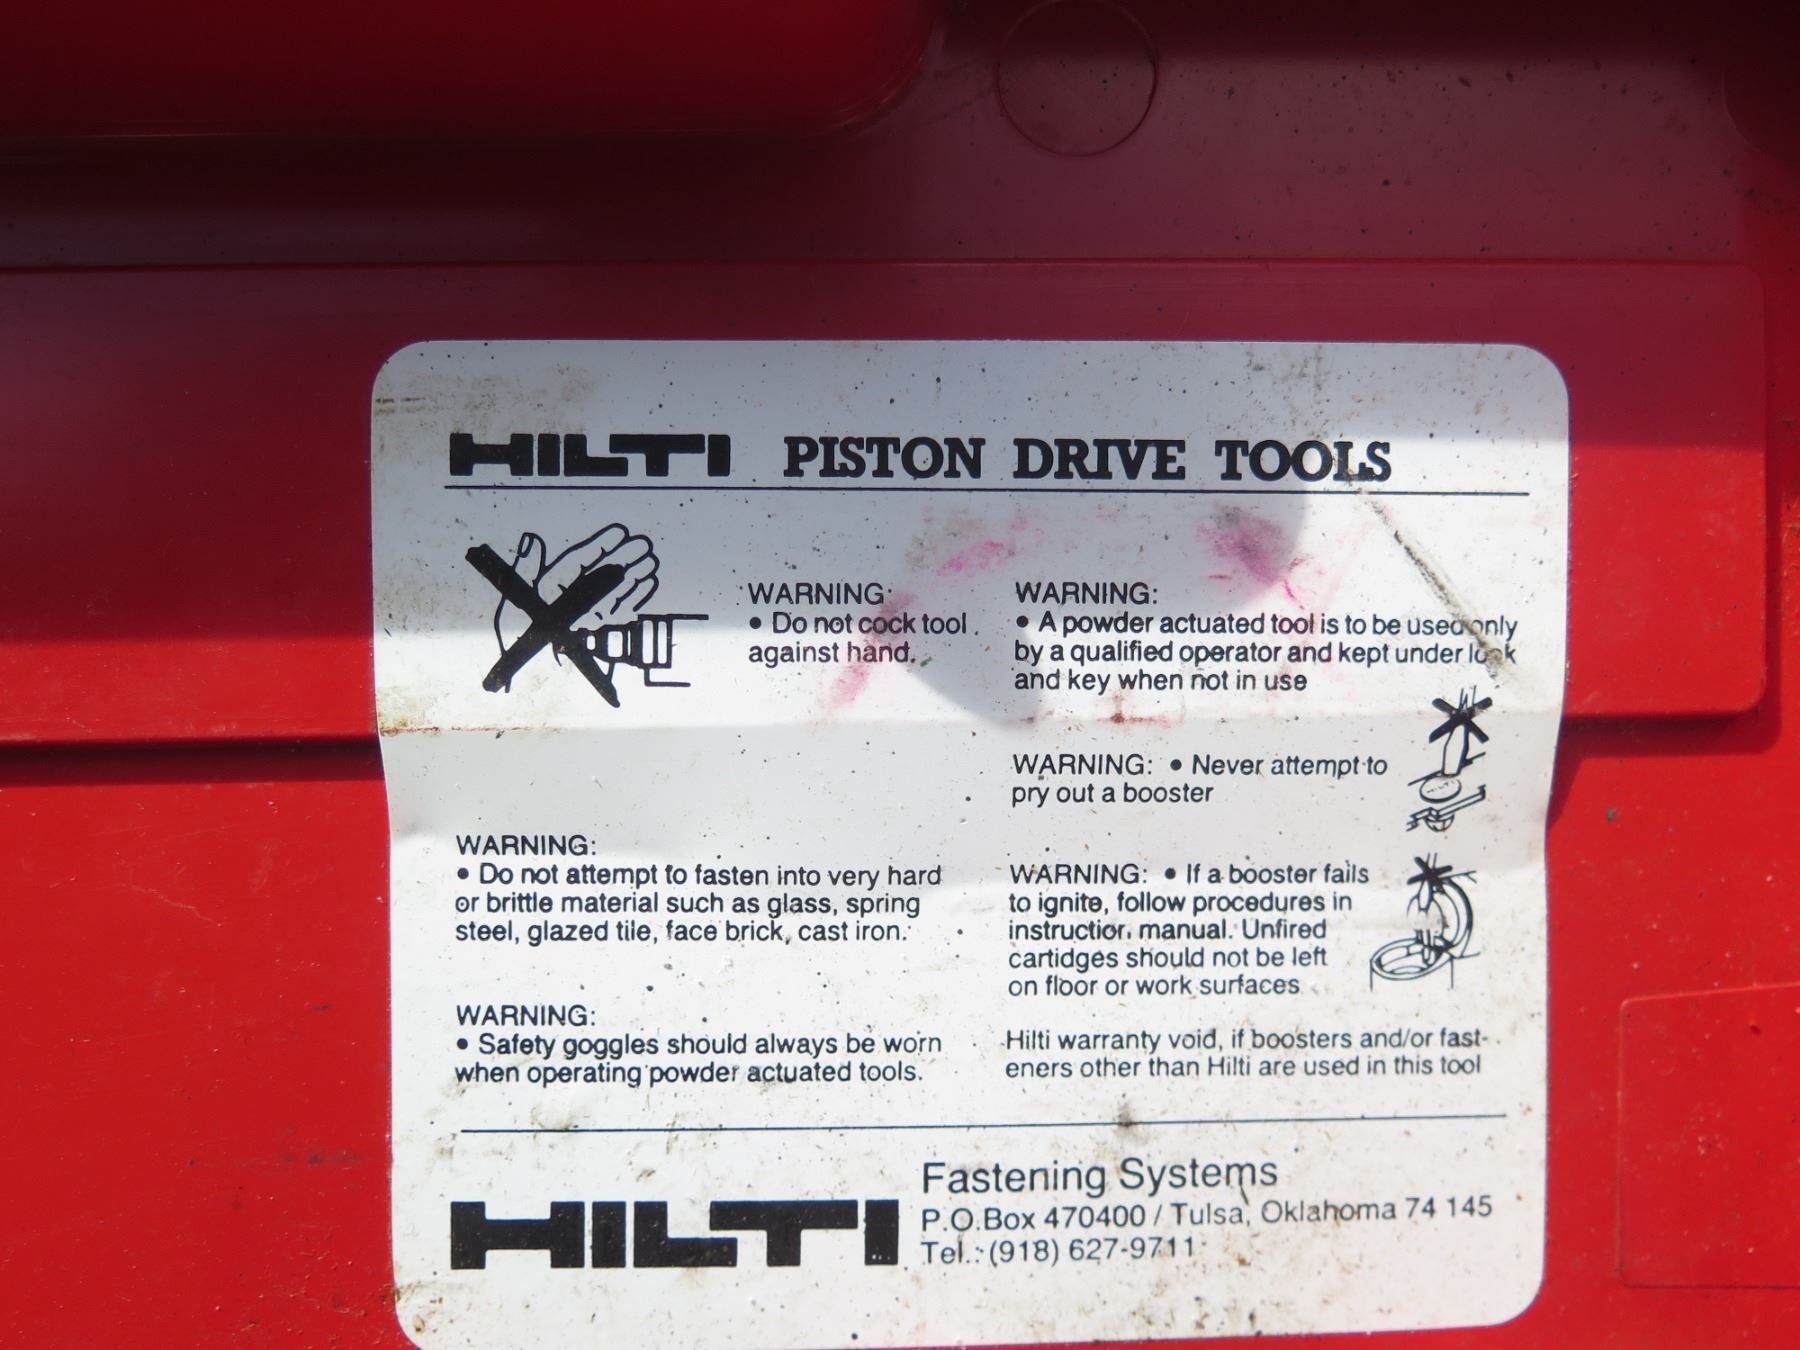 HILTI PISTON DRIVE TOOLS
WARNING:
• Do not cock tool
against hand.
WARNING:
• A powder actuated tool is to be used only
by a qualified operator and kept under lock
and key when not in use
WARNING: • Never attempt to
pry out a booster
WARNING:
• Do not attempt to fasten into very hard
or brittle material such as glass, spring
steel, glazed tile, face brick, cast iron.
WARNING: • If a booster fails
to ignite, follow procedures in
instruction manual. Unfired
cartidges should not be left
on floor or work surfaces
WARNING:
• Safety goggles should always be worn
when operating powder actuated tools.
Hilti warranty void, if boosters and/or fast-
eners other than Hilti are used in this tool
HILTI
Fastening Systems
P.O.Box 470400 / Tulsa, Oklahoma 74 145
Tel.: (918) 627-9711